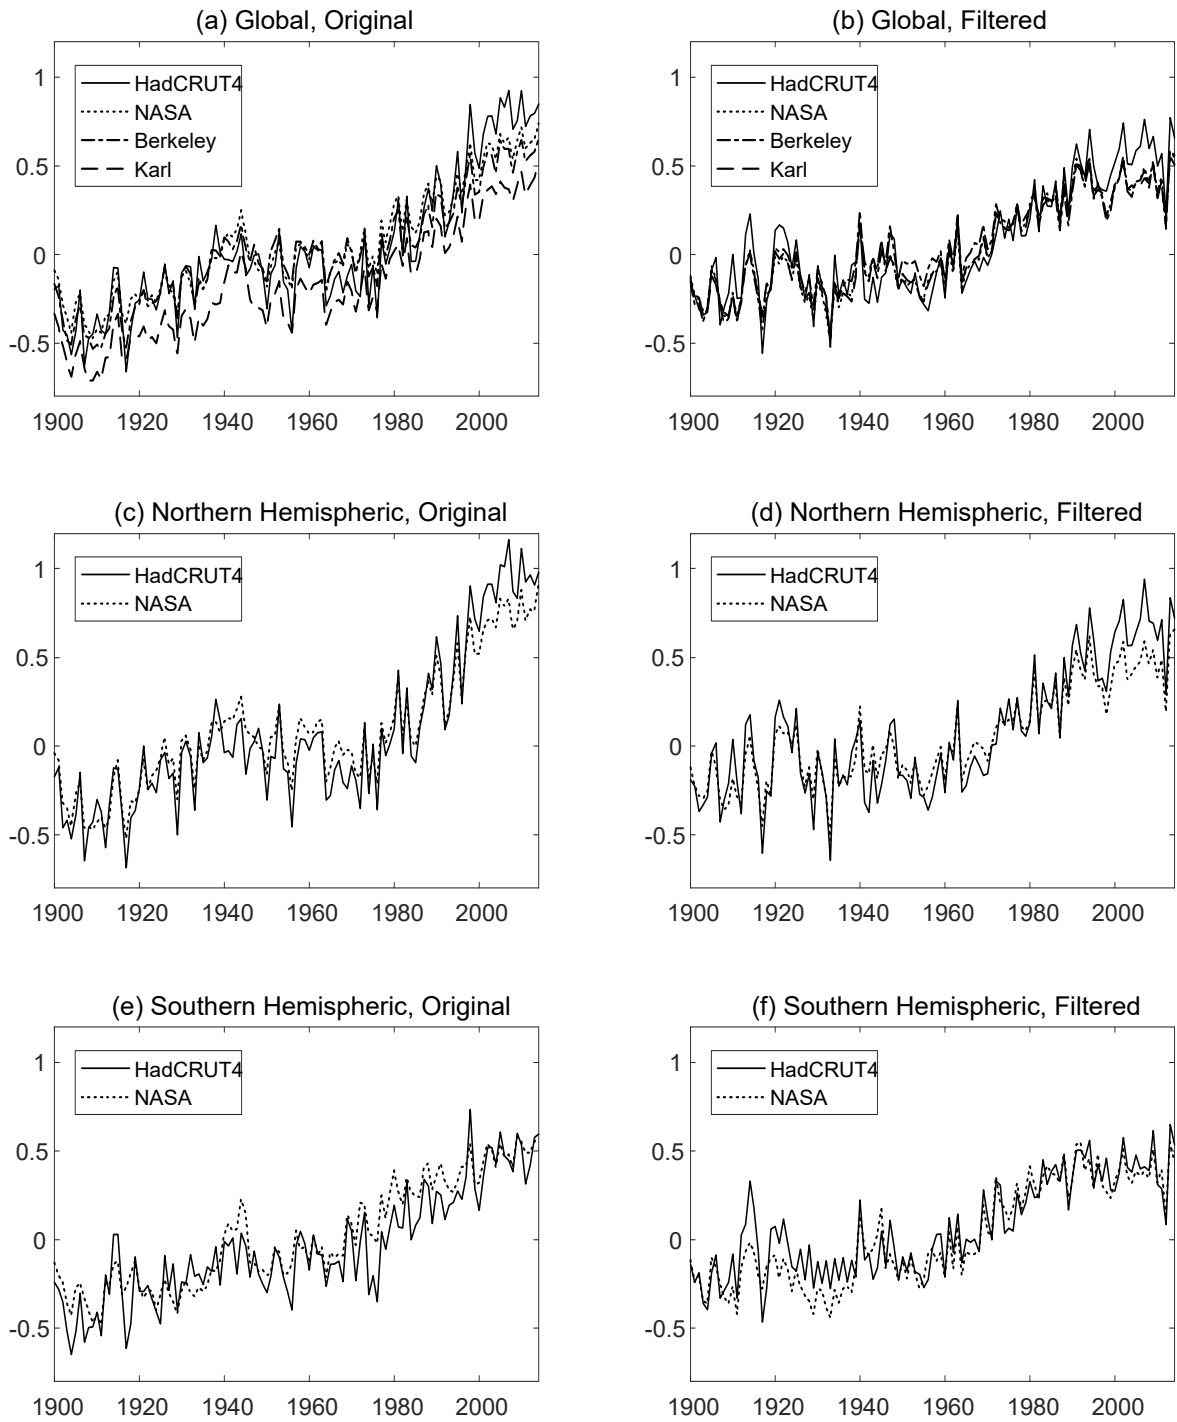 (a) Global, Original
1
0.5
0
-0.5
HadCRUT4
NASA
Berkeley
Karl
1900 1920 1940 1960 1980 2000
(b) Global, Filtered
1
0.5
0
-0.5
HadCRUT4
NASA
Berkeley
Karl
1900 1920 1940 1960 1980 2000
(c) Northern Hemispheric, Original
1
0.5
0
-0.5
HadCRUT4
NASA
1900 1920 1940 1960 1980 2000
(d) Northern Hemispheric, Filtered
1
0.5
0
-0.5
HadCRUT4
NASA
1900 1920 1940 1960 1980 2000
(e) Southern Hemispheric, Original
1
0.5
0
-0.5
HadCRUT4
NASA
1900 1920 1940 1960 1980 2000
(f) Southern Hemispheric, Filtered
1
0.5
0
-0.5
HadCRUT4
NASA
1900 1920 1940 1960 1980 2000